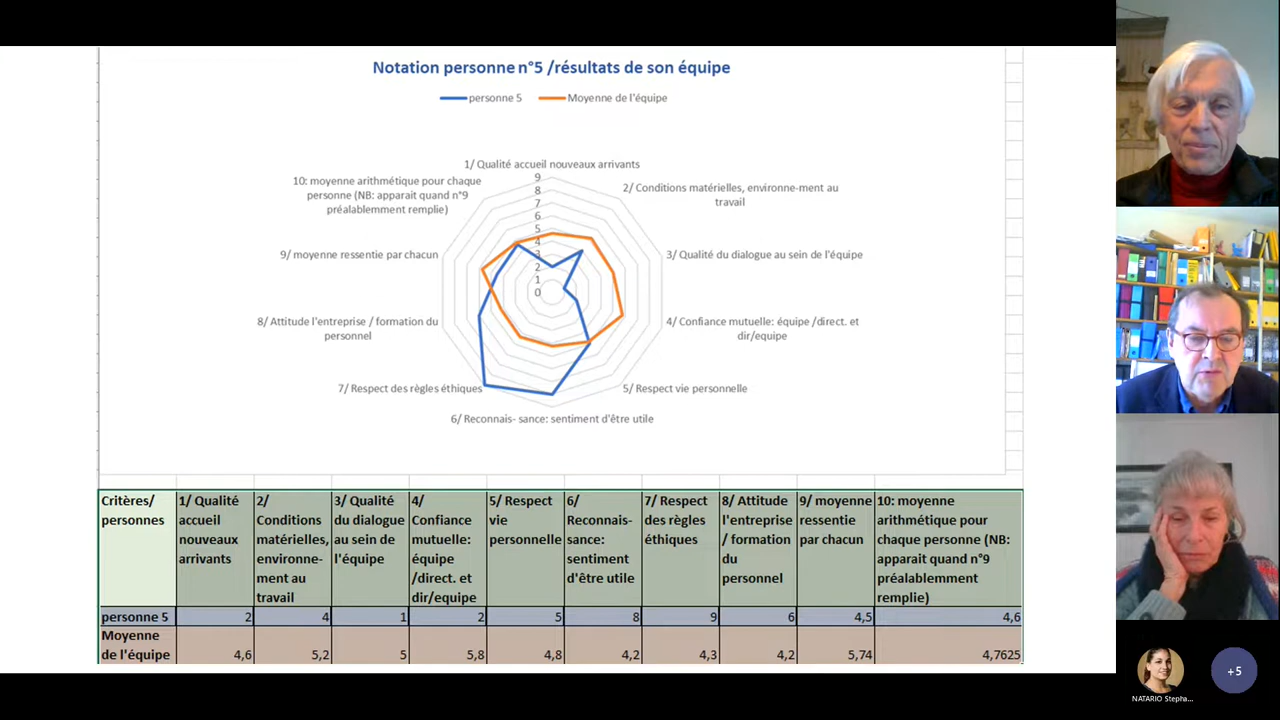 Notation personne n°5 /résultats de son équipe
personne 5
Moyenne de l'équipe
1/ Qualité accueil nouveaux arrivants
2/ Conditions matérielles, environne-ment au
travail
3/ Qualité du dialogue au sein de l'équipe
4/ Confiance mutuelle: équipe /direct. et
dir/equipe
5/ Respect vie personnelle
6/ Reconnais- sance: sentiment d'être utile
7/ Respect des règles éthiques
8/ Attitude l'entreprise / formation du
personnel
9/ moyenne ressentie par chacun
10: moyenne arithmétique pour chaque
personne (NB: apparait quand n°9
préalablemment remplie)
9
8
7
6
5
4
3
2
1
0
Critères/
personnes
1/ Qualité
accueil
nouveaux
arrivants
2/
Conditions
matérielles,
environne-
ment au
travail
3/ Qualité
du dialogue
au sein de
l'équipe
4/
Confiance
mutuelle:
équipe
/direct. et
dir/equipe
5/ Respect
vie
personnelle
6/
Reconnais-
sance:
sentiment
d'être utile
7/ Respect
des règles
éthiques
8/ Attitude
l'entreprise
/ formation
du
personnel
9/ moyenne
ressentie
par chacun
10: moyenne
arithmétique pour
chaque personne (NB:
apparait quand n°9
préalablemment
remplie)
personne 5 2 4 1 2 5 8 9 6 4,5 4,6
Moyenne
de l'équipe 4,6 5,2 5 5,8 4,8 4,2 4,3 4,2 5,74 4,7625
NATARIO Stepha...
+5